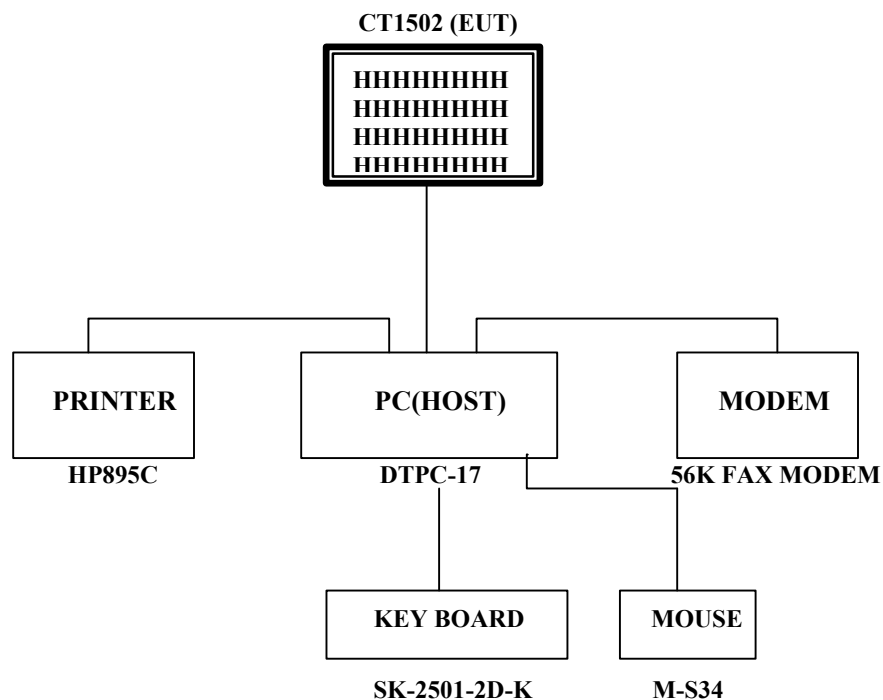 CT1502 (EUT)
HHHHHHHH
HHHHHHHH
HHHHHHHH
HHHHHHHH
PRINTER
PC(HOST)
MODEM
HP895C
DTPC-17
56K FAX MODEM
KEY BOARD
MOUSE
SK-2501-2D-K
M-S34